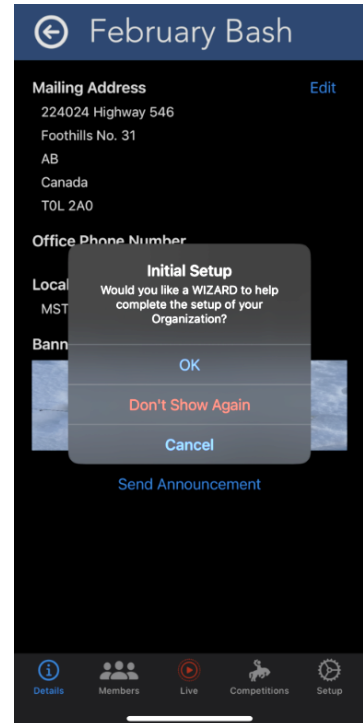 February Bash
Mailing Address
Edit
224024 Highway 546
Foothills No. 31
AB
Canada
T0L 2A0
Office Phone Number
Initial Setup
Would you like a WIZARD to help
complete the setup of your
Organization?
Local
MST
Bann
OK
Don't Show Again
Cancel
Send Announcement
Details
Members
Live
Competitions
Setup